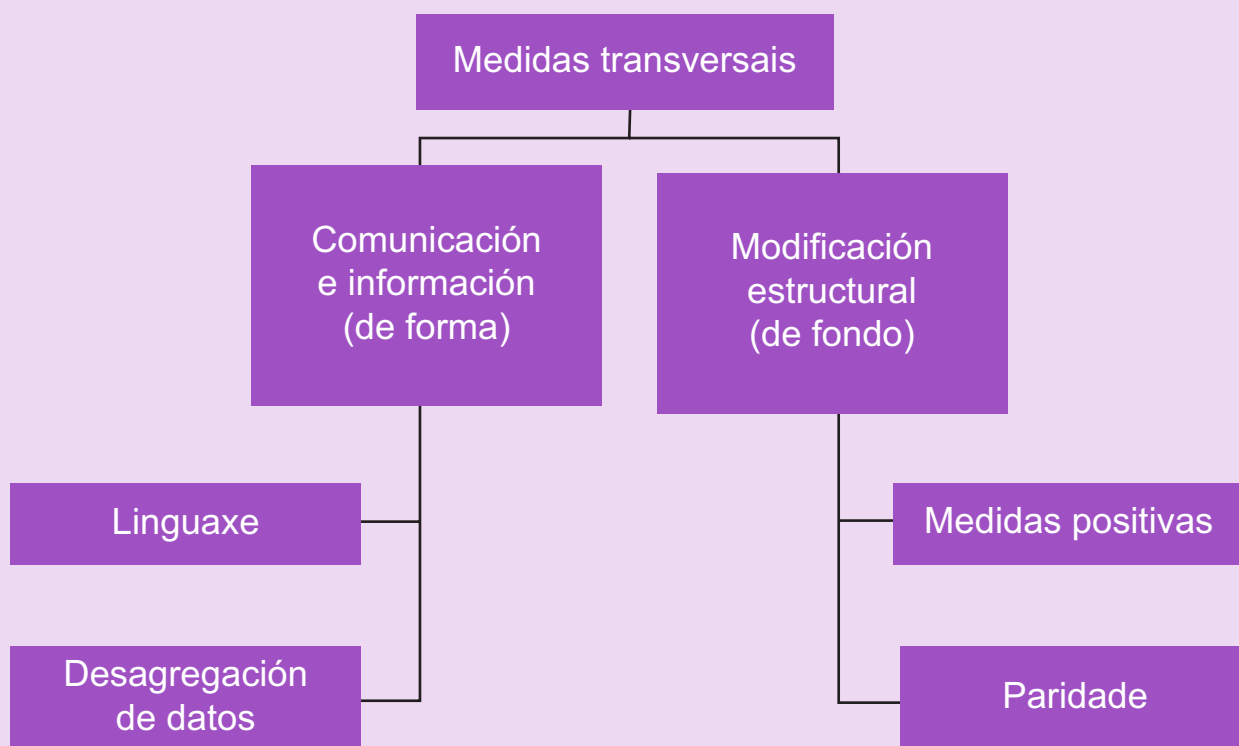 Medidas transversais
Comunicación
e información
(de forma)
Modificación
estructural
(de fondo)
Linguaxe
Medidas positivas
Desagregación
de datos
Paridade